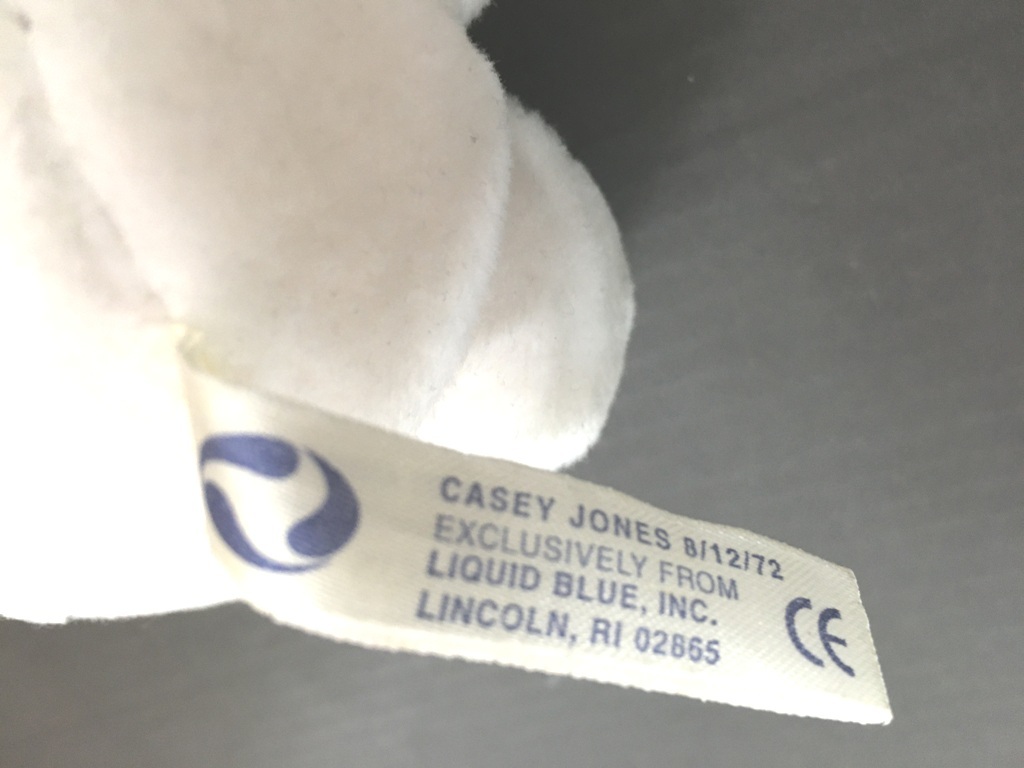 CASEY JONES 8/12/72
EXCLUSIVELY FROM
LIQUID BLUE, INC.
LINCOLN, RI 02865
CE